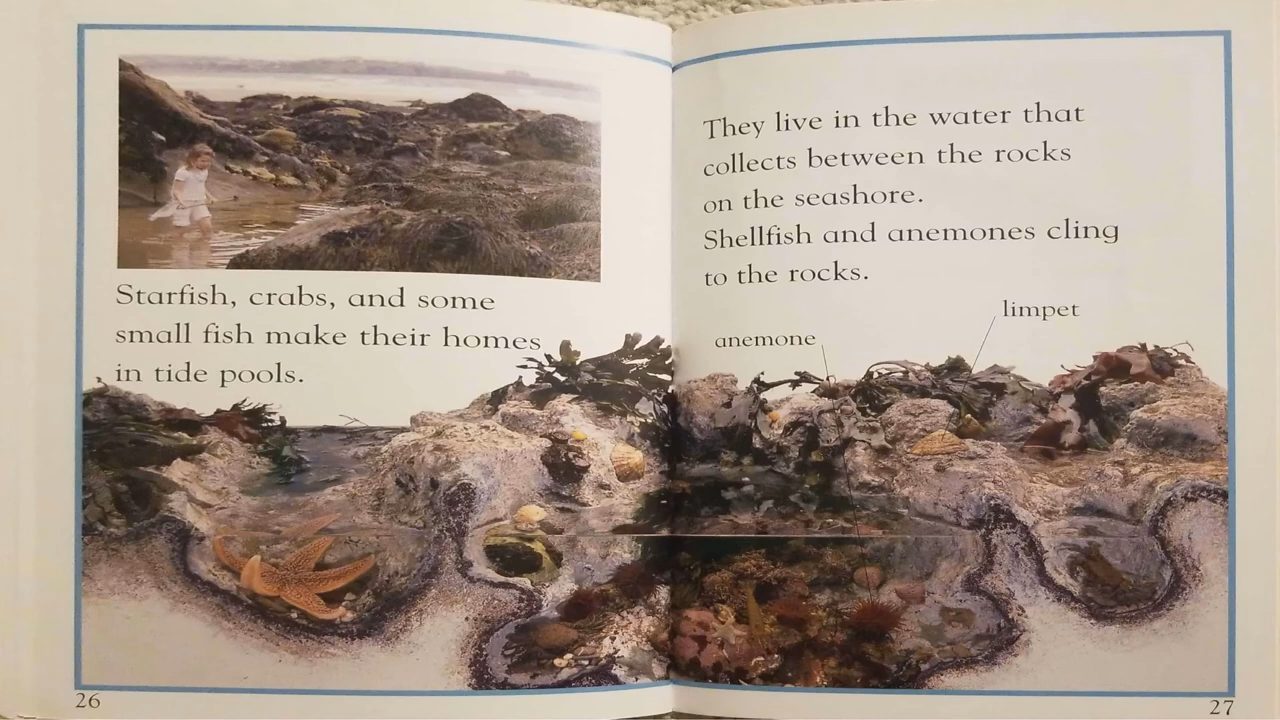 Starfish, crabs, and some
small fish make their homes
in tide pools.
26
They live in the water that
collects between the rocks
on the seashore.
Shellfish and anemones cling
to the rocks.
limpet
anemone
27